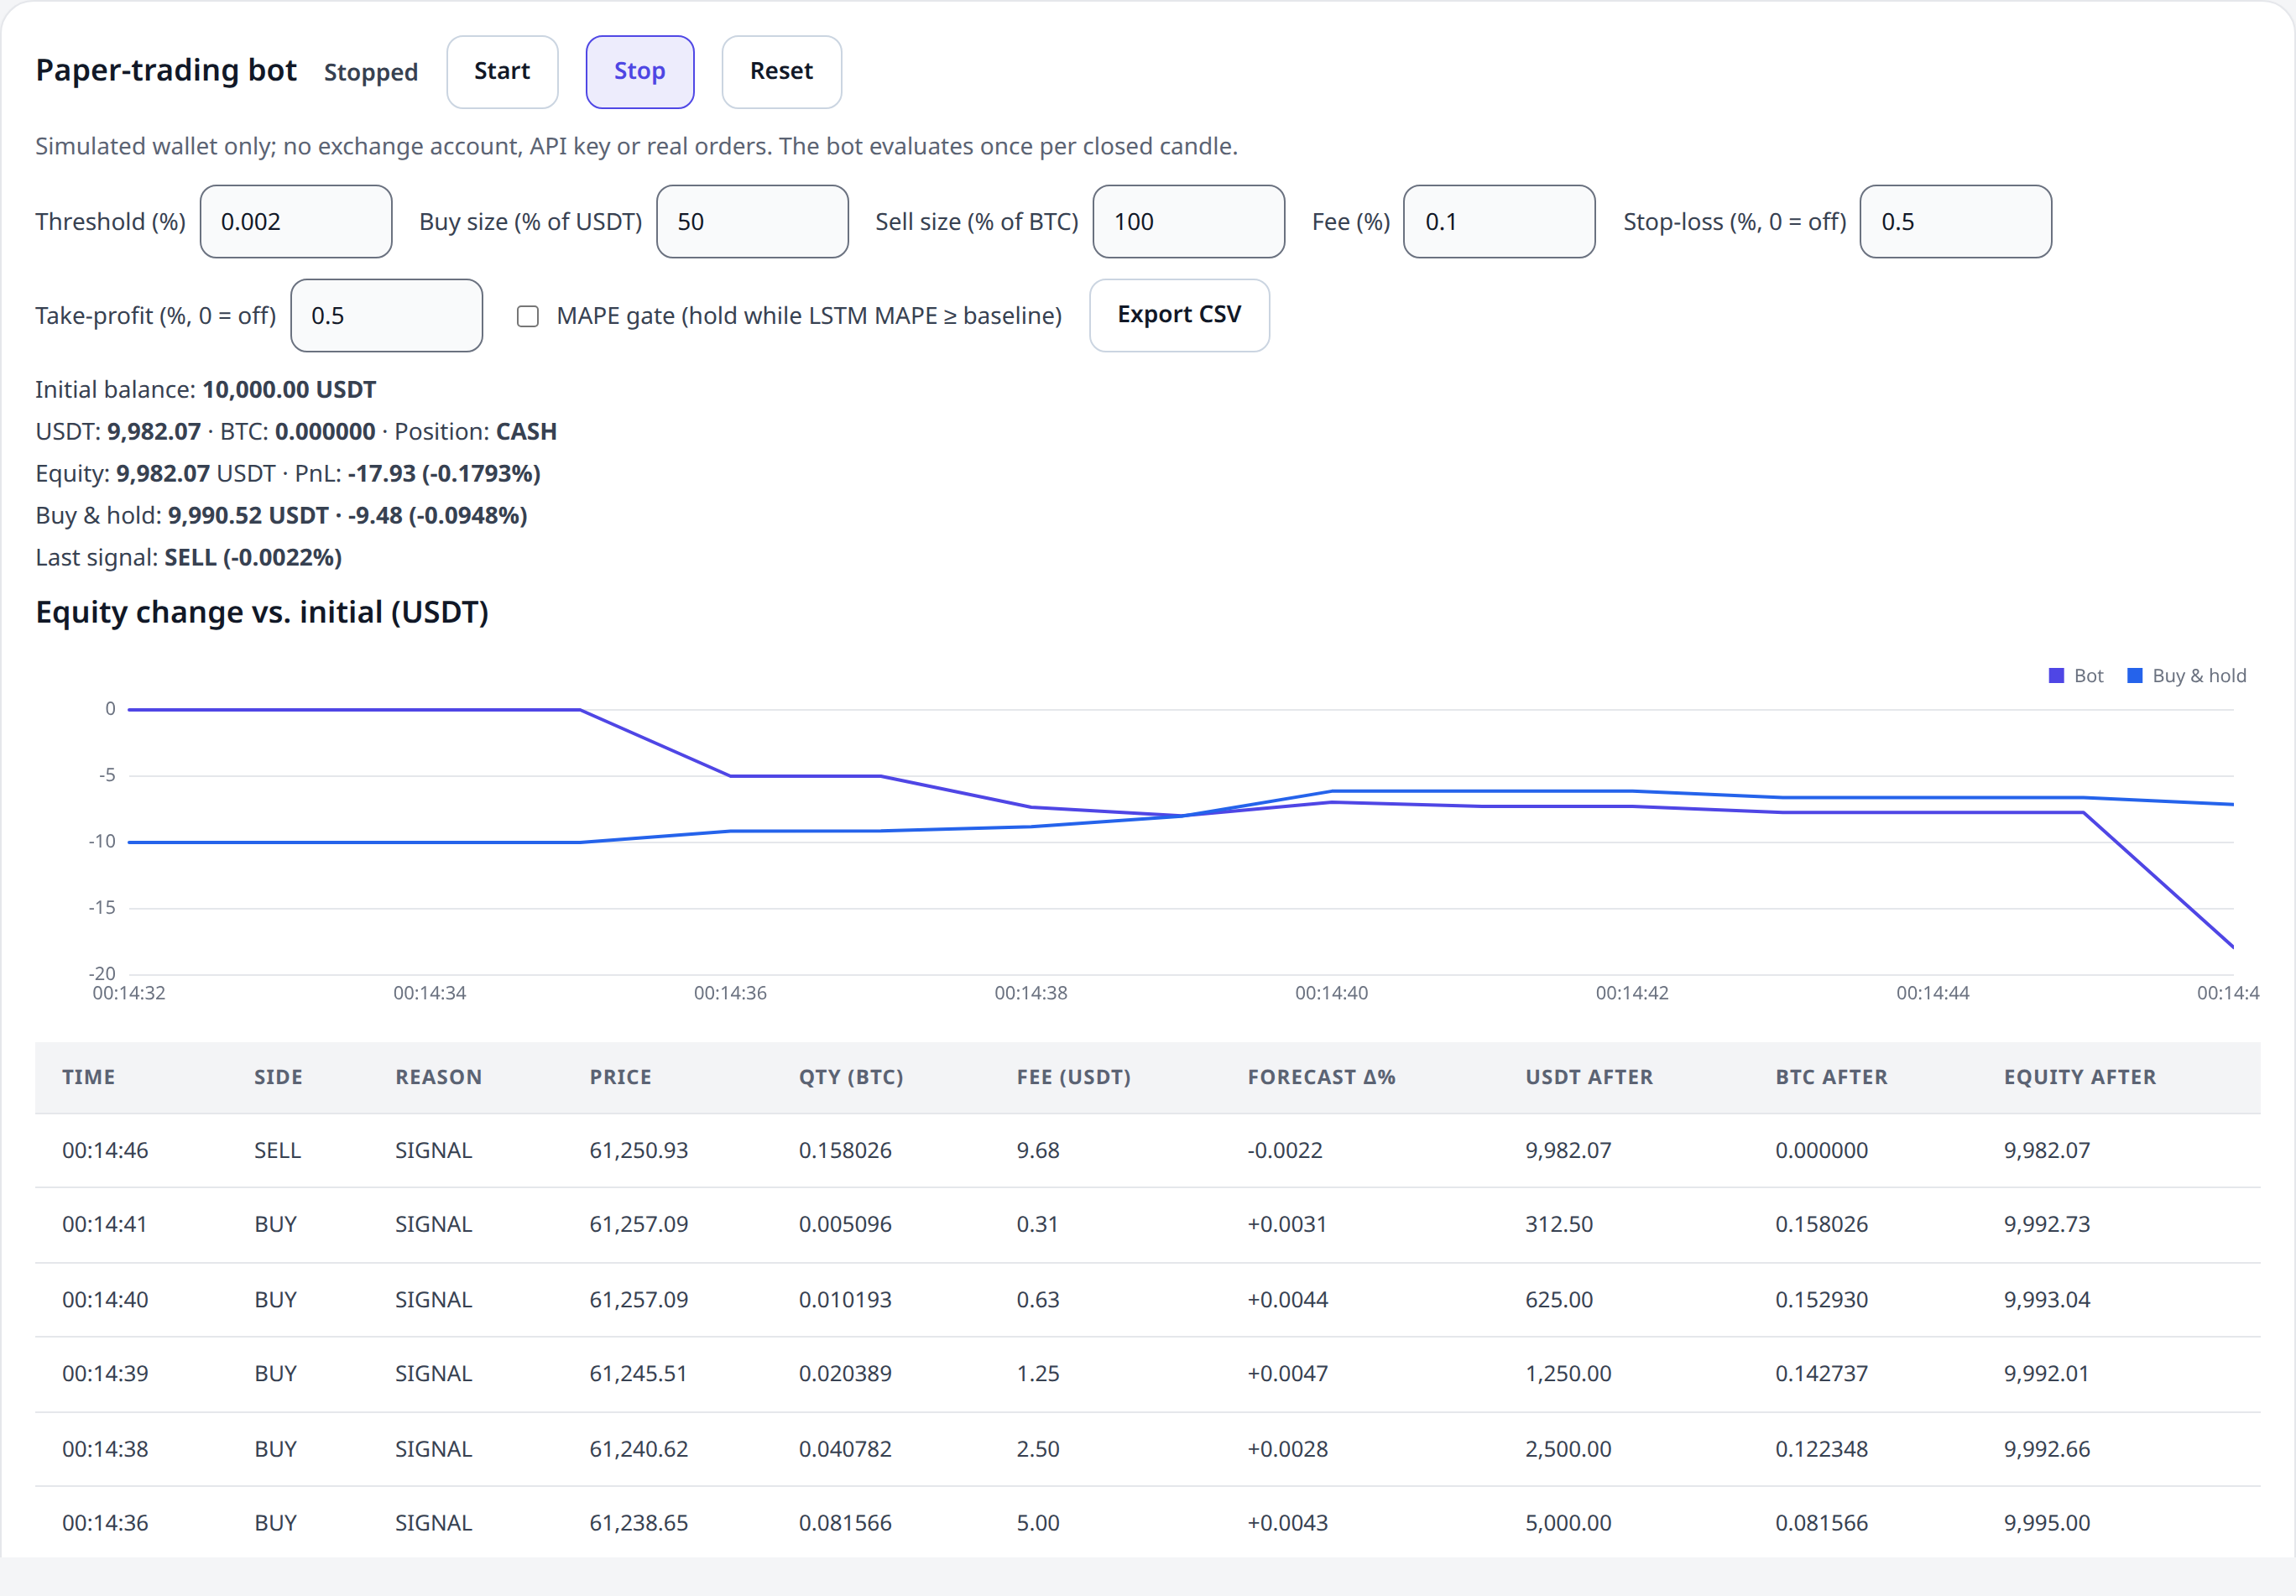 Paper-trading bot Stopped Start Stop Reset
Simulated wallet only; no exchange account, API key or real orders. The bot evaluates once per closed candle.
Threshold (%) 0.002 Buy size (% of USDT) 50 Sell size (% of BTC) 100 Fee (%) 0.1 Stop-loss (%, 0 = off) 0.5
Take-profit (%, 0 = off) 0.5 MAPE gate (hold while LSTM MAPE ≥ baseline) Export CSV
Initial balance: 10,000.00 USDT
USDT: 9,982.07 · BTC: 0.000000 · Position: CASH
Equity: 9,982.07 USDT · PnL: -17.93 (-0.1793%)
Buy & hold: 9,990.52 USDT · -9.48 (-0.0948%)
Last signal: SELL (-0.0022%)
Equity change vs. initial (USDT)
Bot Buy & hold
0
-5
-10
-15
-20
00:14:32 00:14:34 00:14:36 00:14:38 00:14:40 00:14:42 00:14:44 00:14:4
TIME SIDE REASON PRICE QTY (BTC) FEE (USDT) FORECAST Δ% USDT AFTER BTC AFTER EQUITY AFTER
00:14:46 SELL SIGNAL 61,250.93 0.158026 9.68 -0.0022 9,982.07 0.000000 9,982.07
00:14:41 BUY SIGNAL 61,257.09 0.005096 0.31 +0.0031 312.50 0.158026 9,992.73
00:14:40 BUY SIGNAL 61,257.09 0.010193 0.63 +0.0044 625.00 0.152930 9,993.04
00:14:39 BUY SIGNAL 61,245.51 0.020389 1.25 +0.0047 1,250.00 0.142737 9,992.01
00:14:38 BUY SIGNAL 61,240.62 0.040782 2.50 +0.0028 2,500.00 0.122348 9,992.66
00:14:36 BUY SIGNAL 61,238.65 0.081566 5.00 +0.0043 5,000.00 0.081566 9,995.00